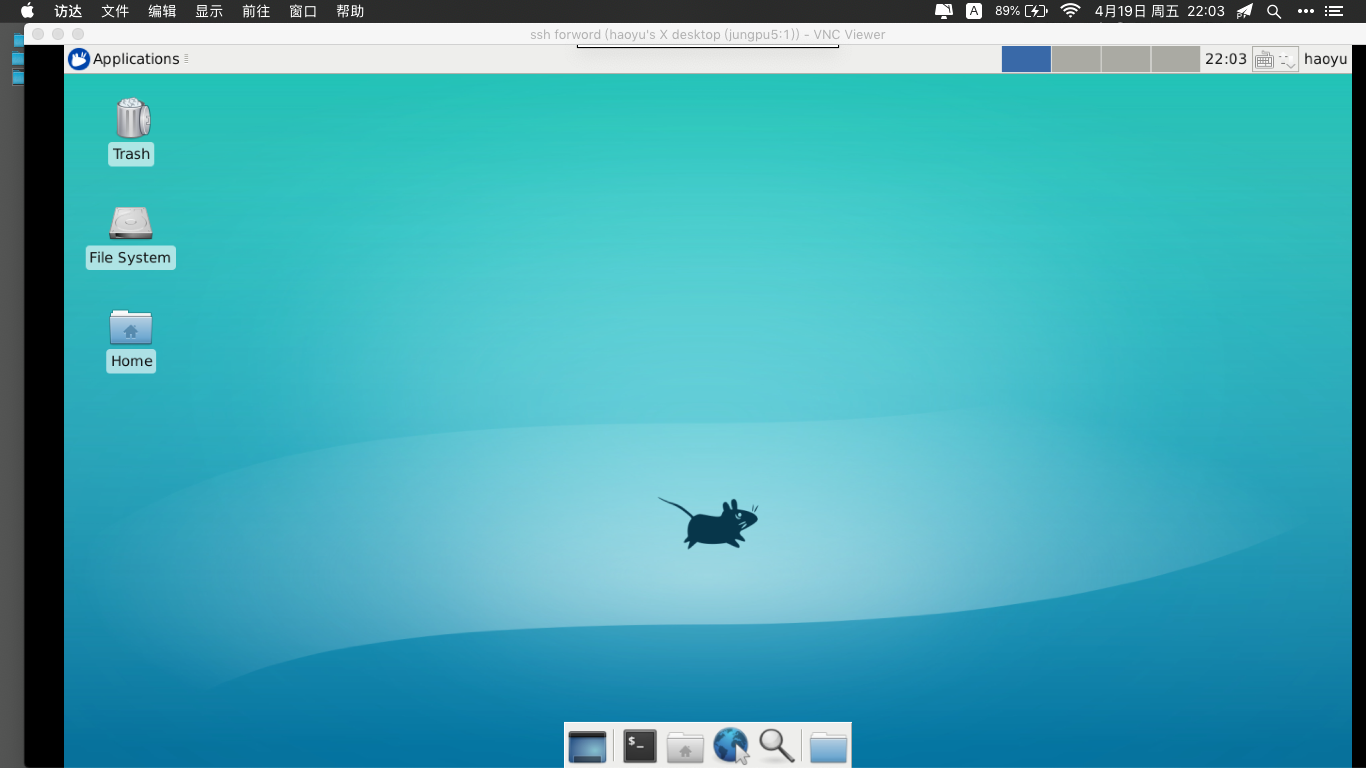 访达 文件 编辑 显示 前往 窗口 帮助 A 89% 4月19日 周五 22:03
ssh forword (haoyu's X desktop (jungpu5:1)) - VNC Viewer
Applications 22:03 haoyu
Trash
File System
Home
$_